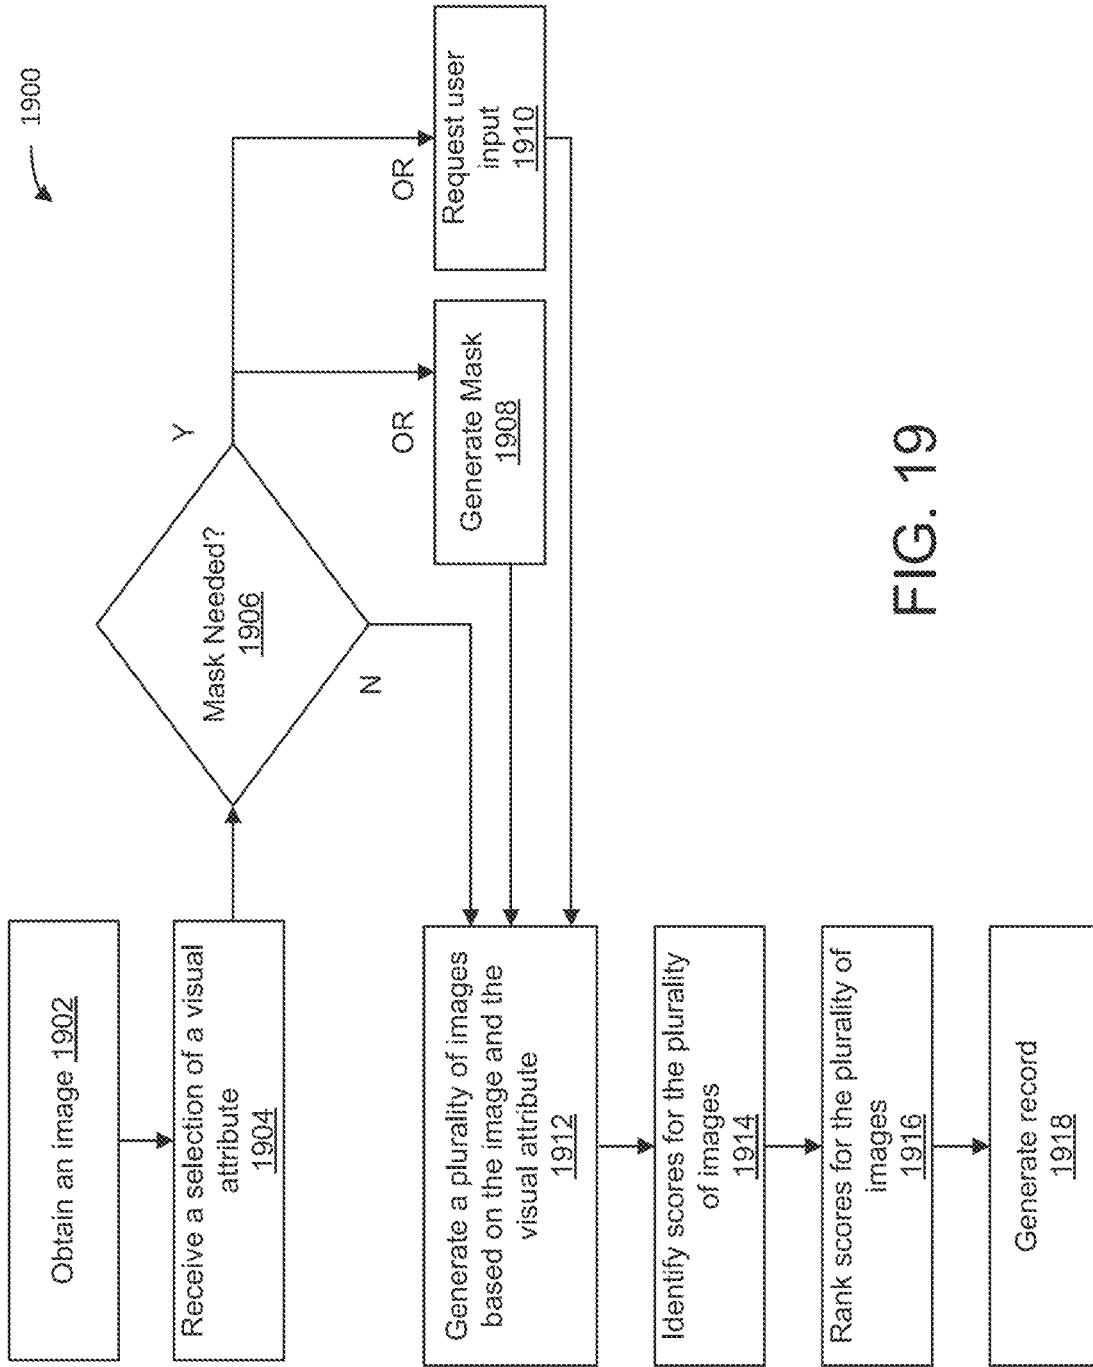 1900
Obtain an image 1902
Receive a selection of a visual
attribute
1904
Mask Needed?
1906
Y
N
OR
Generate Mask
1908
OR
Request user
input
1910
Generate a plurality of images
based on the image and the
visual attribute
1912
Identify scores for the plurality
of images
1914
Rank scores for the plurality of
images
1916
Generate record
1918
FIG. 19